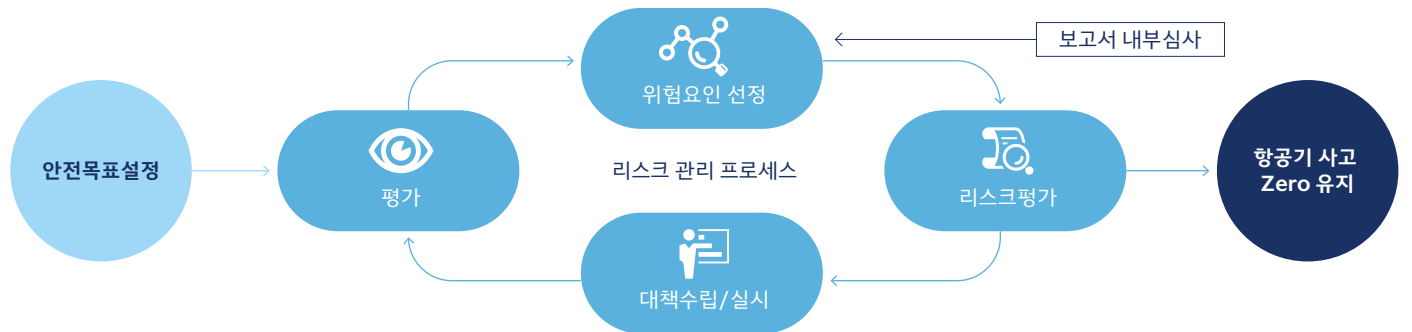 보고서 내부심사
위험요인 선정
안전목표설정
평가
리스크 관리 프로세스
리스크펑가
항공기 사고
Zero 유지
대책수립/실시